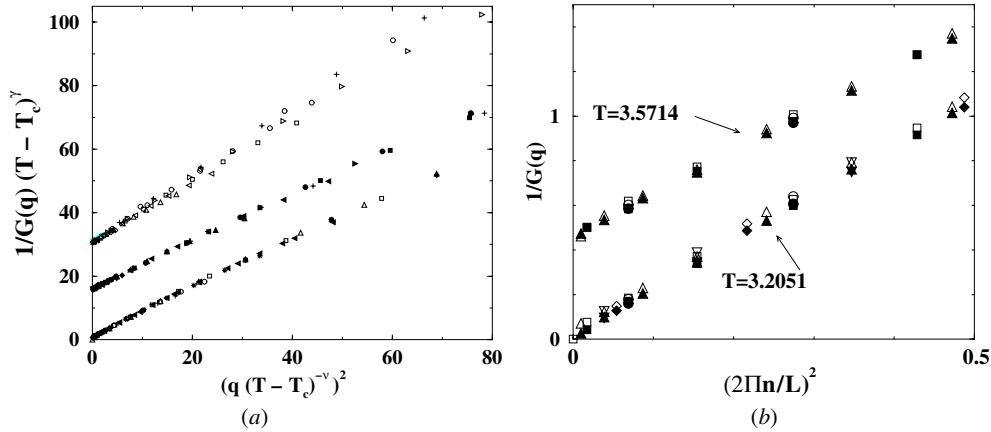 100
80
60
40
20
0
1/G(q) (T − T_c)^γ
0 20 40 60 80
(q (T − T_c)^−ν)^2
(a)
1
0
1/G(q)
T=3.5714
T=3.2051
0 0.5
(2Πn/L)^2
(b)